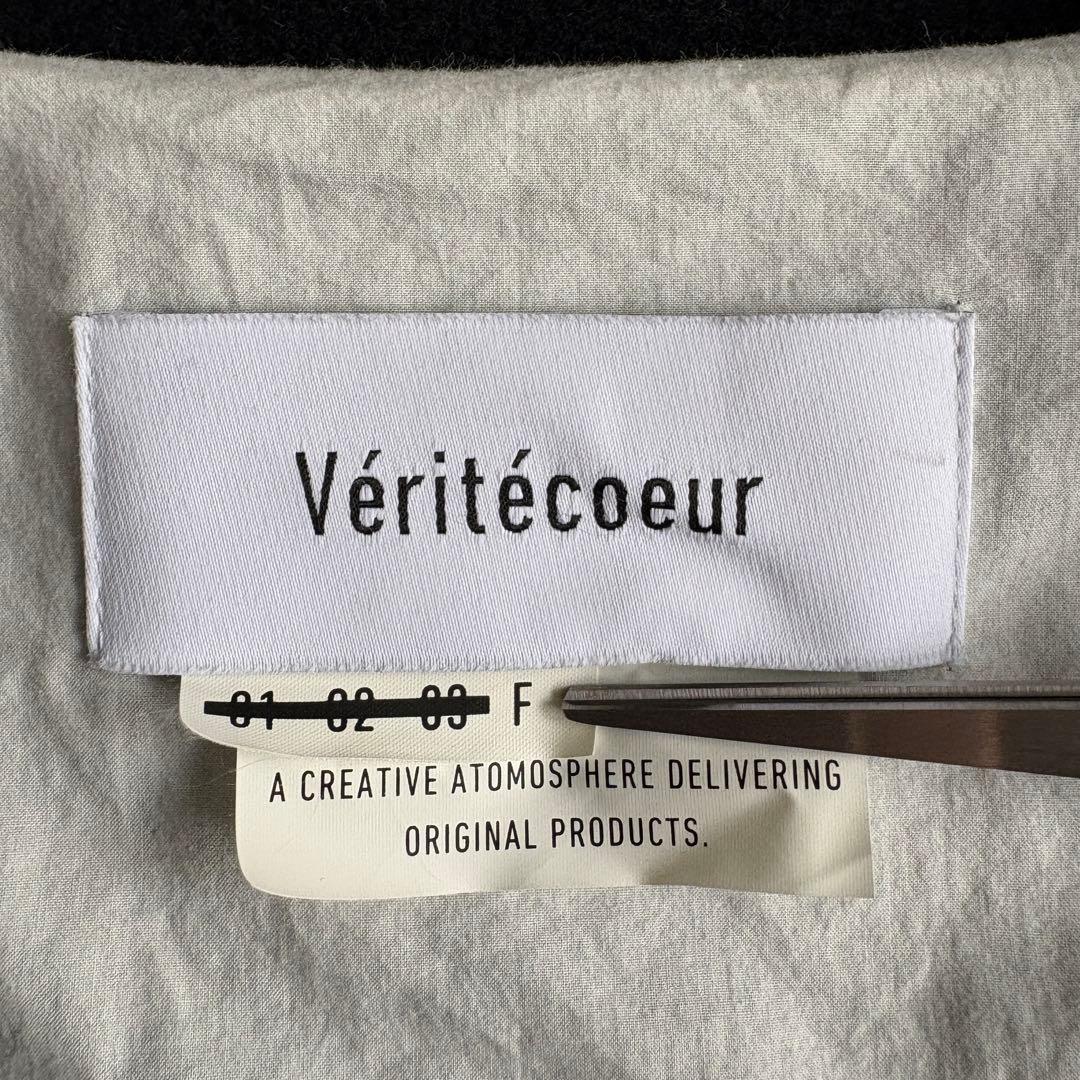 Véritécoeur
01 02 03 F
A CREATIVE ATOMOSPHERE DELIVERING
ORIGINAL PRODUCTS.